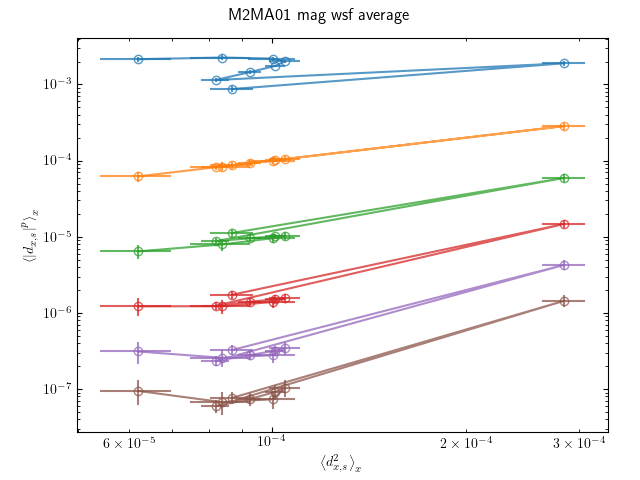 M2MA01 mag wsf average
⟨|d_{x,s}|^p⟩_x
10^{-3}
10^{-4}
10^{-5}
10^{-6}
10^{-7}
6 × 10^{-5} 10^{-4} 2 × 10^{-4} 3 × 10^{-4}
⟨d^2_{x,s}⟩_x